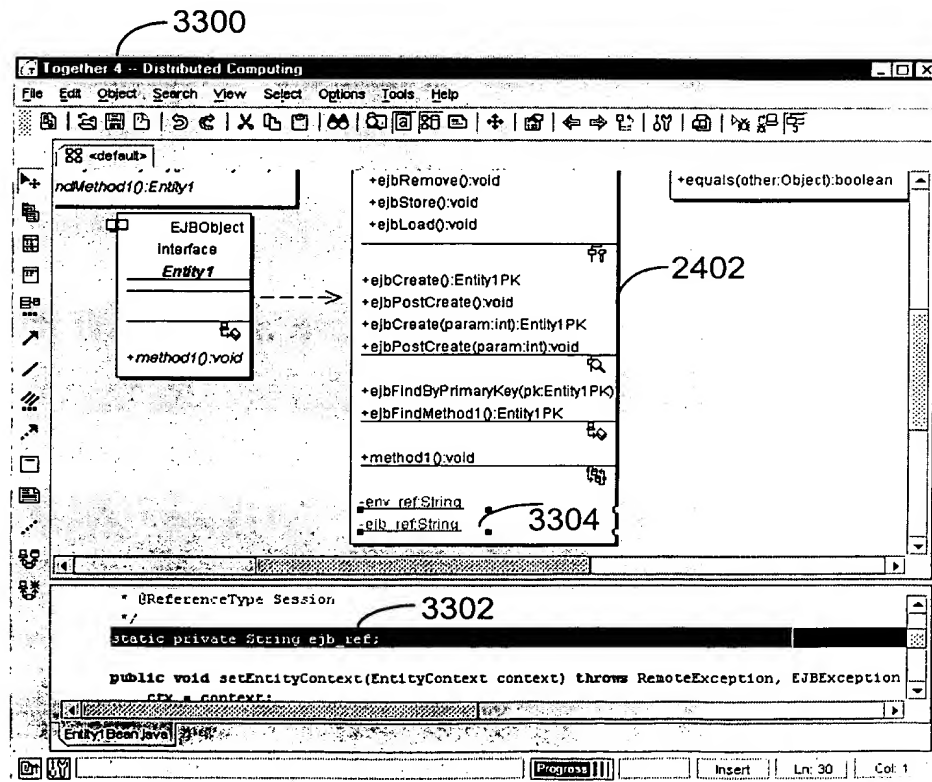 3300
Together 4 -- Distributed Computing
File Edit Object Search View Select Options Tools Help
<default>
ndMethod1():Entity1
EJBObject
interface
Entity1
+method1():void
+ejbRemove():void
+ejbStore():void
+ejbLoad():void
+ejbCreate():Entity1PK
+ejbPostCreate():void
+ejbCreate(param:int):Entity1PK
+ejbPostCreate(param:int):void
+ejbFindByPrimaryKey(pk:Entity1PK)
+ejbFindMethod1():Entity1PK
+method1():void
-env_ref:String
-ejb_ref:String
+equals(other:Object):boolean
2402
3304
* @ReferenceType Session
*/
3302
static private String ejb_ref;
public void setEntityContext(EntityContext context) throws RemoteException, EJBException
ctx = context;
Entity1Bean.java
Progress Insert Ln: 30 Col: 1